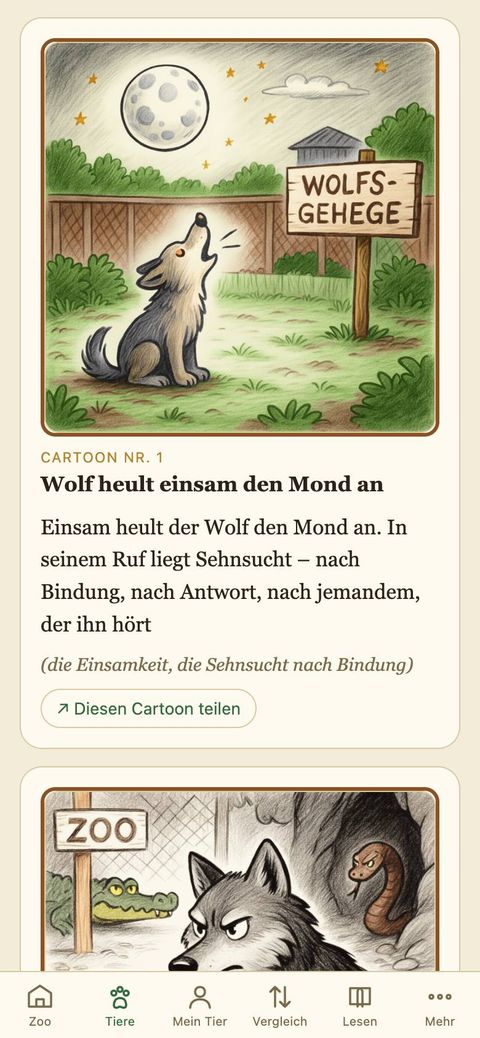 WOLFS-
GEHEGE
CARTOON NR. 1
Wolf heult einsam den Mond an
Einsam heult der Wolf den Mond an. In
seinem Ruf liegt Sehnsucht – nach
Bindung, nach Antwort, nach jemandem,
der ihn hört
(die Einsamkeit, die Sehnsucht nach Bindung)
↗ Diesen Cartoon teilen
ZOO
Zoo
Tiere
Mein Tier
Vergleich
Lesen
Mehr